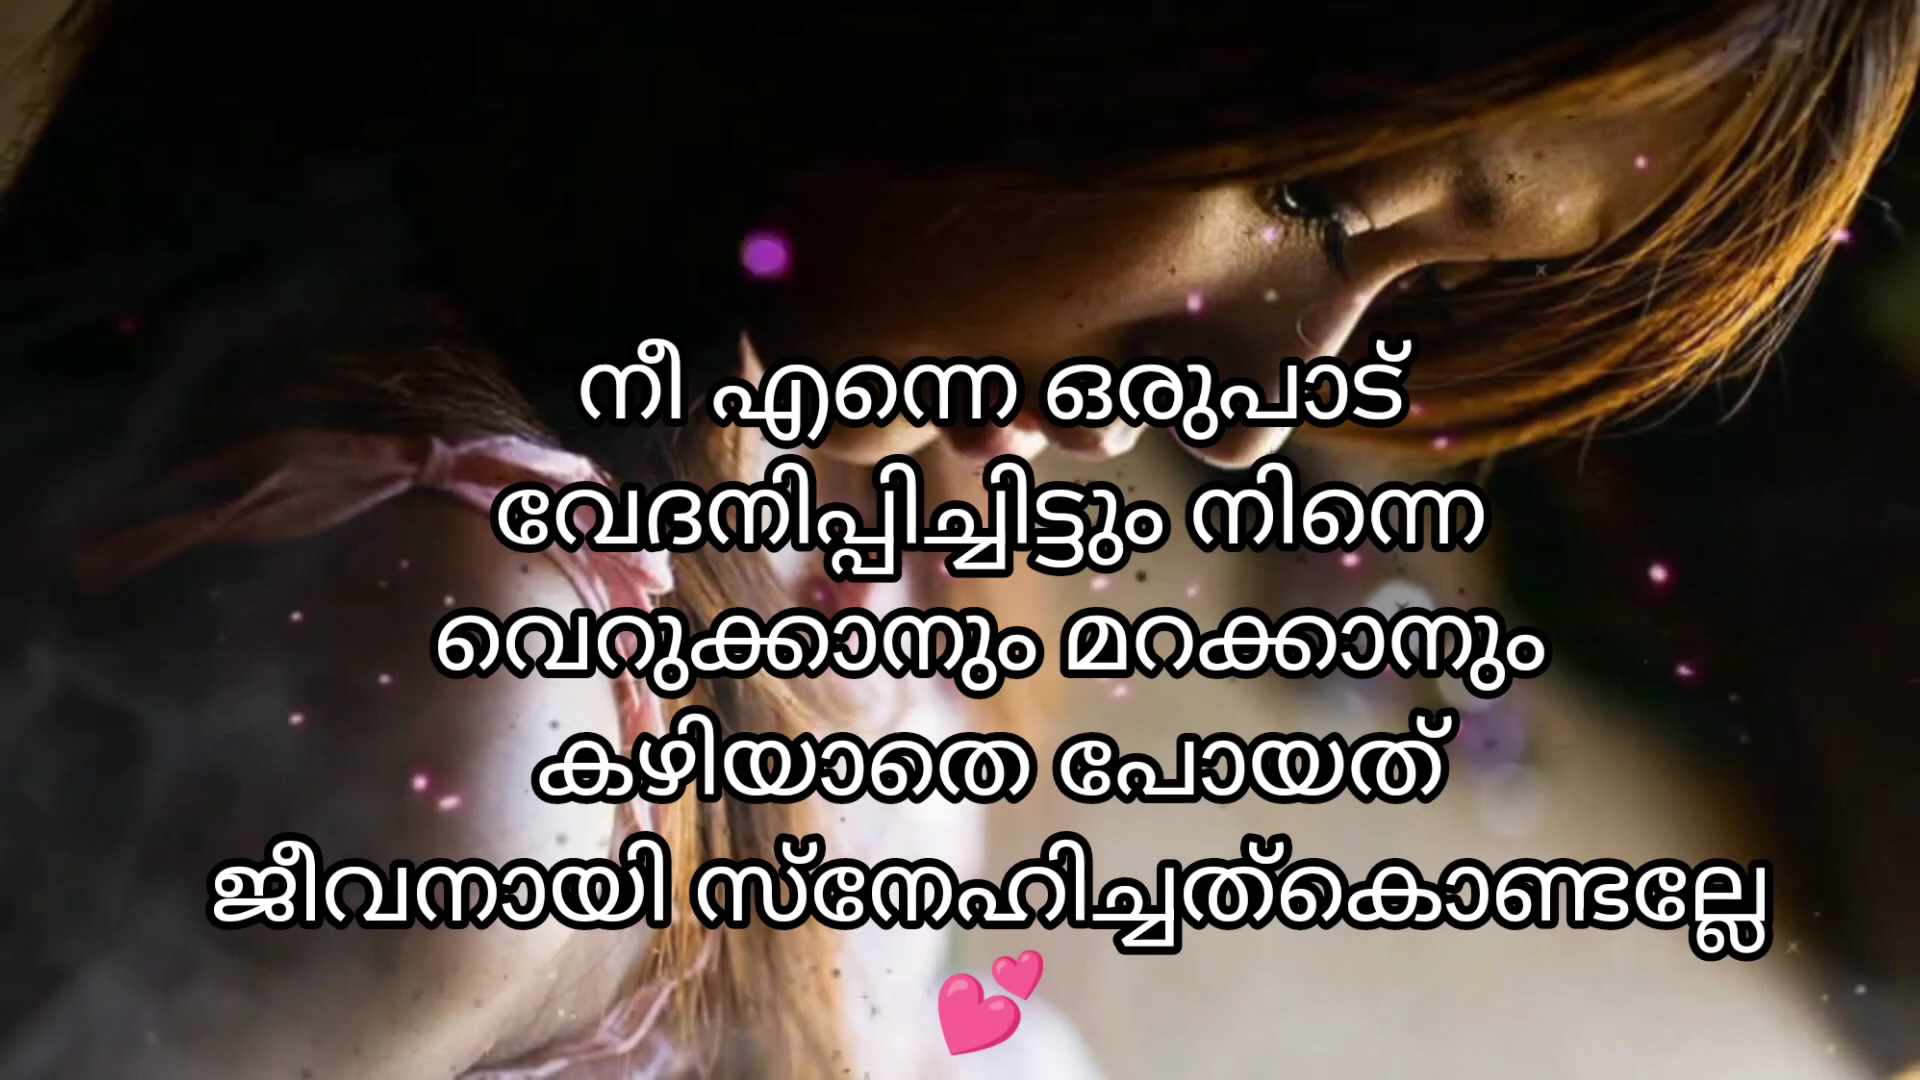 നീ എന്നെ ഒരുപാട്
വേദനിപ്പിച്ചിട്ടും നിന്നെ
വെറുക്കാനും മറക്കാനും
കഴിയാതെ പോയത്
ജീവനായി സ്നേഹിച്ചത്കൊണ്ടല്ലേ
💕